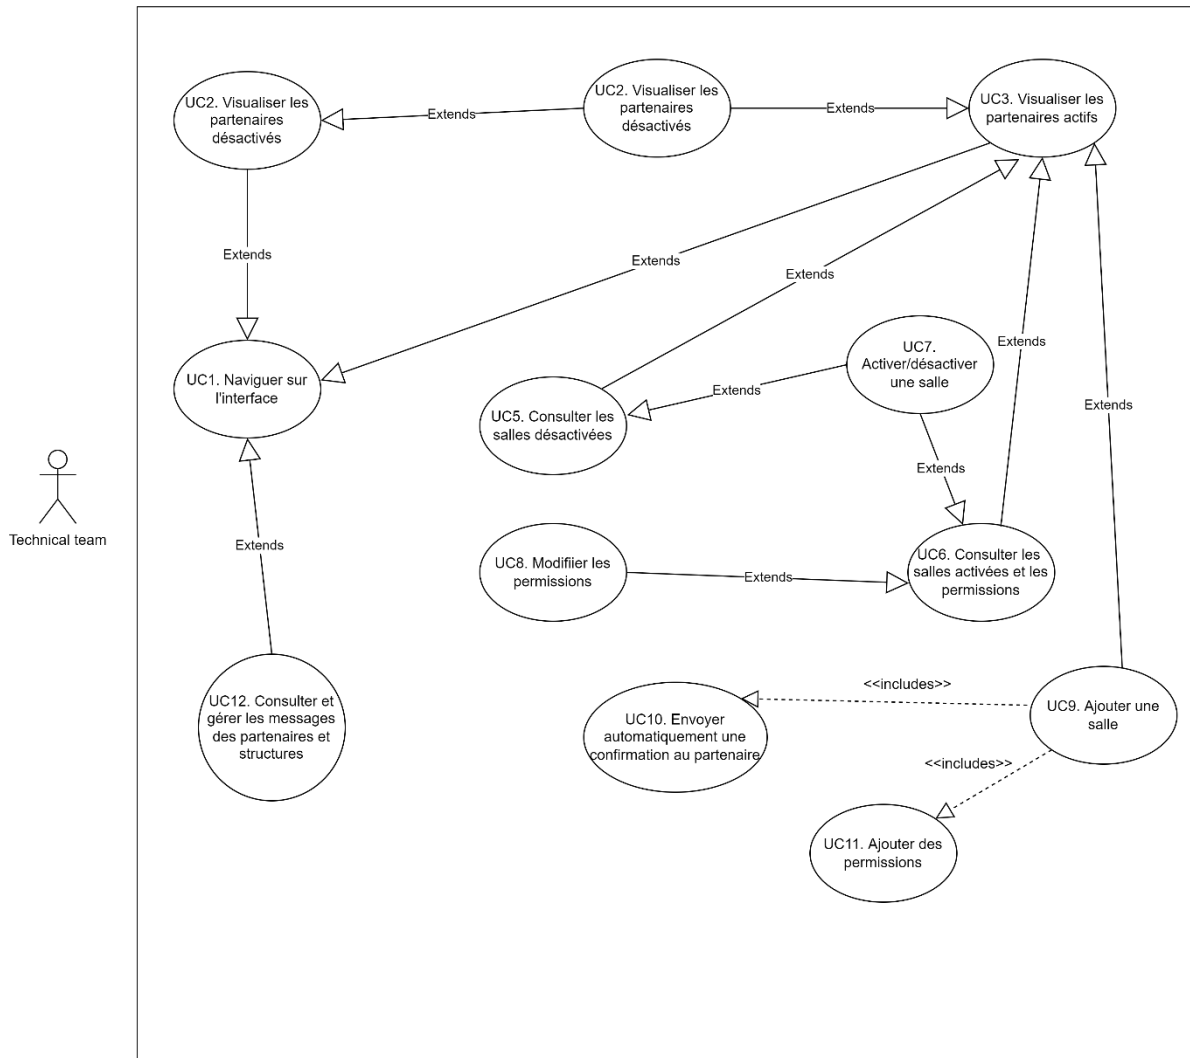 UC2. Visualiser les
partenaires
désactivés
Extends
UC2. Visualiser les
partenaires
désactivés
Extends
UC3. Visualiser les
partenaires actifs
Extends
Extends
Extends
UC1. Naviguer sur
l'interface
UC7.
Activer/désactiver
une salle
Extends
Extends
UC5. Consulter les
salles désactivées
Extends
Extends
Technical team
Extends
UC8. Modifiier les
permissions
Extends
UC6. Consulter les
salles activées et les
permissions
UC12. Consulter et
gérer les messages
des partenaires et
structures
<<includes>>
UC10. Envoyer
automatiquement une
confirmation au partenaire
UC9. Ajouter une
salle
<<includes>>
UC11. Ajouter des
permissions